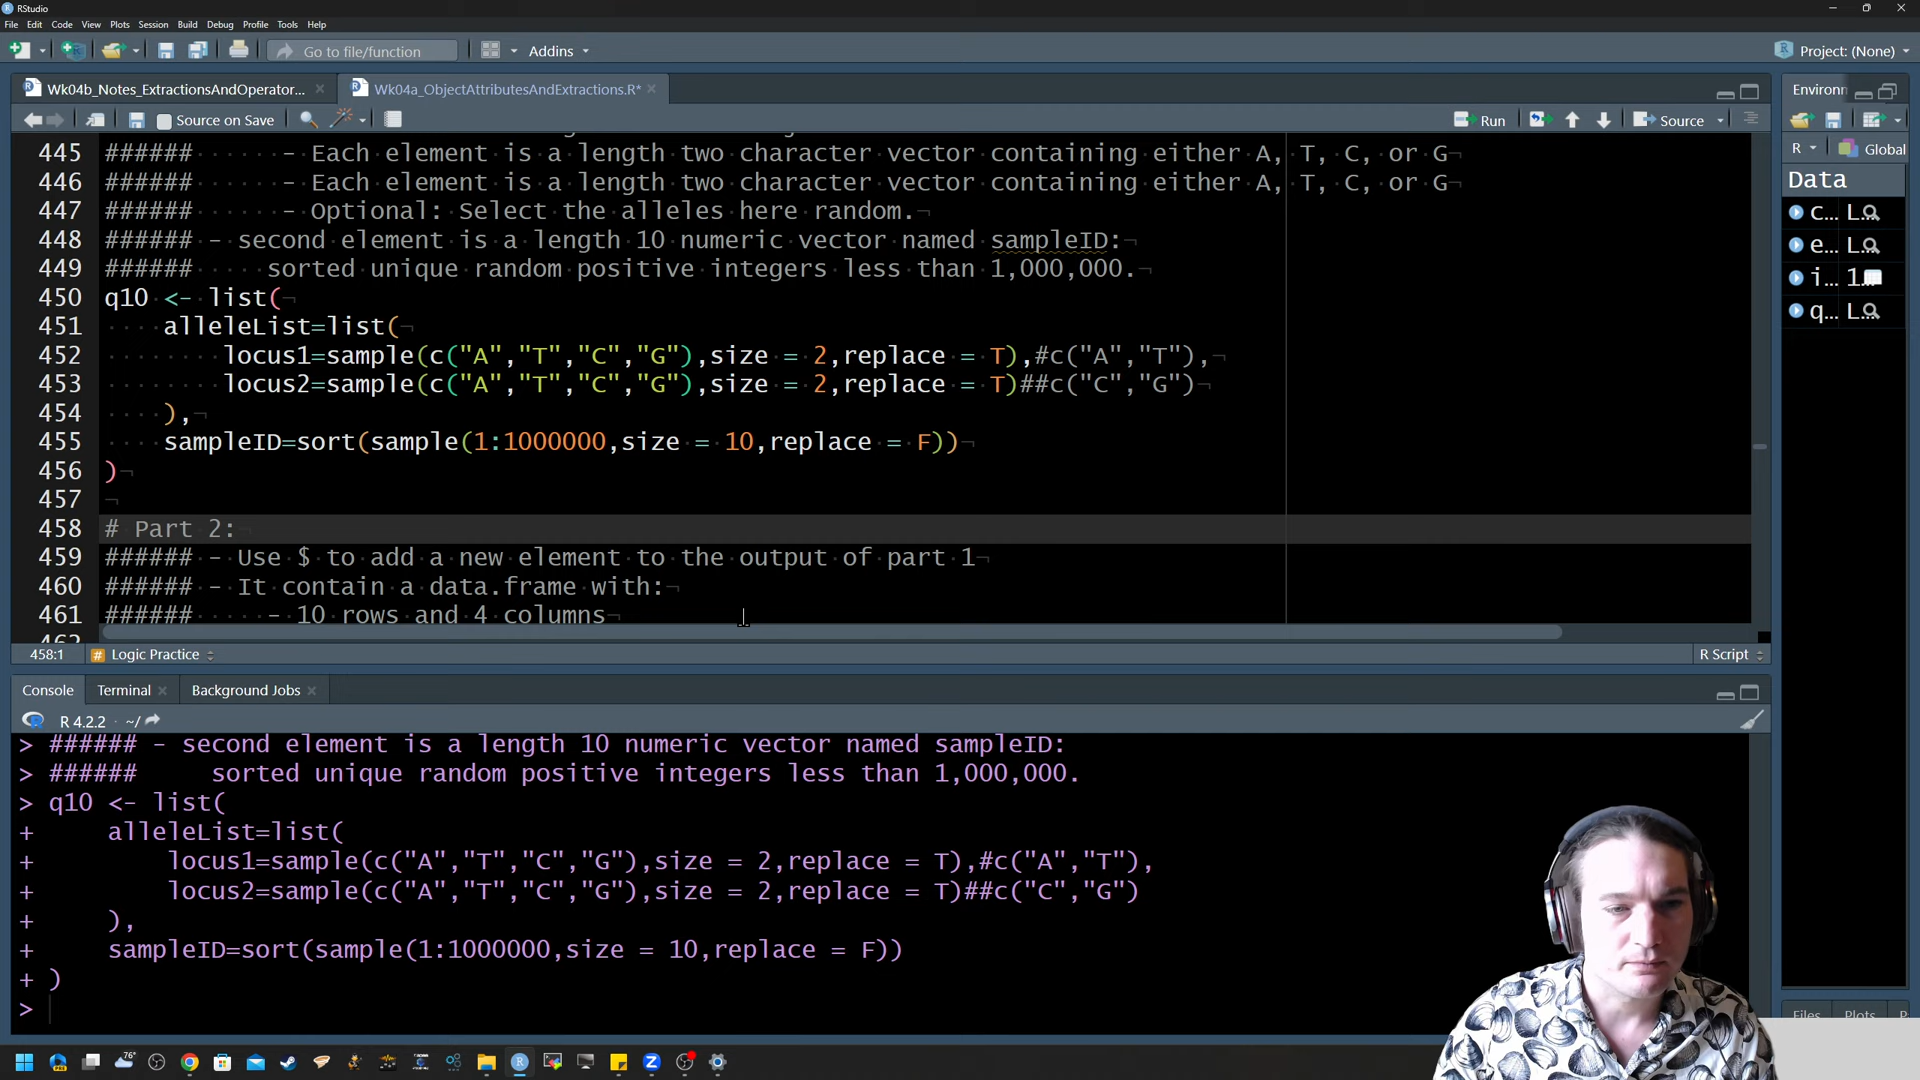 RStudio
File Edit Code View Plots Session Build Debug Profile Tools Help
Go to file/function Addins Project: (None)
Wk04b_Notes_ExtractionsAndOperator... Wk04a_ObjectAttributesAndExtractions.R*
Source on Save Run Source
445 ###### - Each element is a length two character vector containing either A, T, C, or G
446 ###### - Each element is a length two character vector containing either A, T, C, or G
447 ###### - Optional: Select the alleles here random.
448 ###### - second element is a length 10 numeric vector named sampleID:
449 ###### sorted unique random positive integers less than 1,000,000.
450 q10 <- list(
451 alleleList=list(
452 locus1=sample(c("A","T","C","G"),size = 2,replace = T),#c("A","T"),
453 locus2=sample(c("A","T","C","G"),size = 2,replace = T)##c("C","G")
454 ),
455 sampleID=sort(sample(1:1000000,size = 10,replace = F))
456 )
457
458 # Part 2:
459 ###### - Use $ to add a new element to the output of part 1
460 ###### - It contain a data.frame with:
461 ###### - 10 rows and 4 columns
462
458:1 # Logic Practice R Script
Console Terminal Background Jobs
R 4.2.2 · ~/
> ###### - second element is a length 10 numeric vector named sampleID:
> ###### sorted unique random positive integers less than 1,000,000.
> q10 <- list(
+ alleleList=list(
+ locus1=sample(c("A","T","C","G"),size = 2,replace = T),#c("A","T"),
+ locus2=sample(c("A","T","C","G"),size = 2,replace = T)##c("C","G")
+ ),
+ sampleID=sort(sample(1:1000000,size = 10,replace = F))
+ )
>
Environ
R Global
Data
c... L
e... L
i... 1
q... L
Files Plots
76°